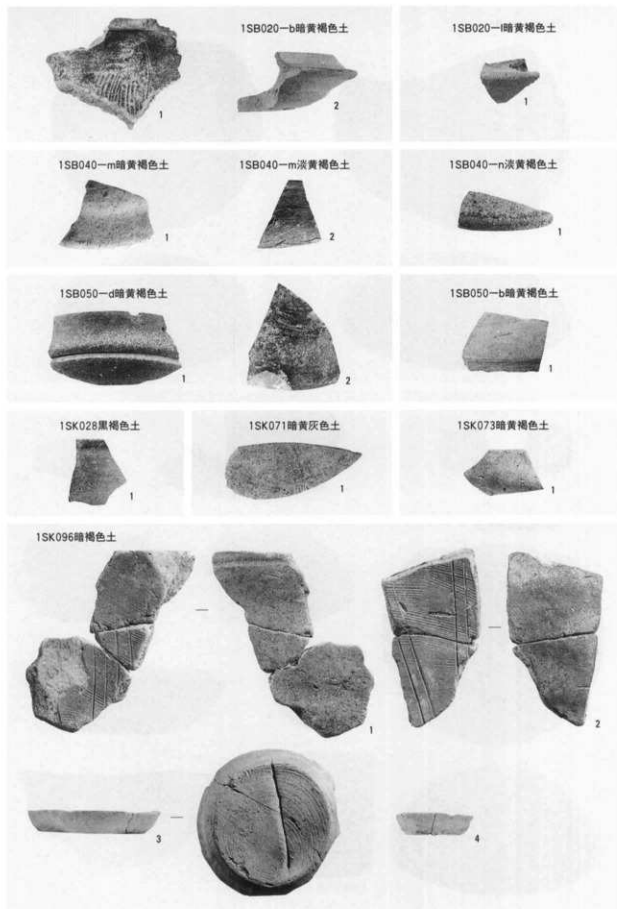 1SB020－b暗黄褐色土
1SB020－l暗黄褐色土
1
2
1
1SB040－m暗黄褐色土
1SB040－m淡黄褐色土
1SB040－n淡黄褐色土
1
2
1
1SB050－d暗黄褐色土
1SB050－b暗黄褐色土
1
2
1
1SK028黒褐色土
1SK071暗黄灰色土
1SK073暗黄褐色土
1
1
1
1SK096暗褐色土
1
2
3
4